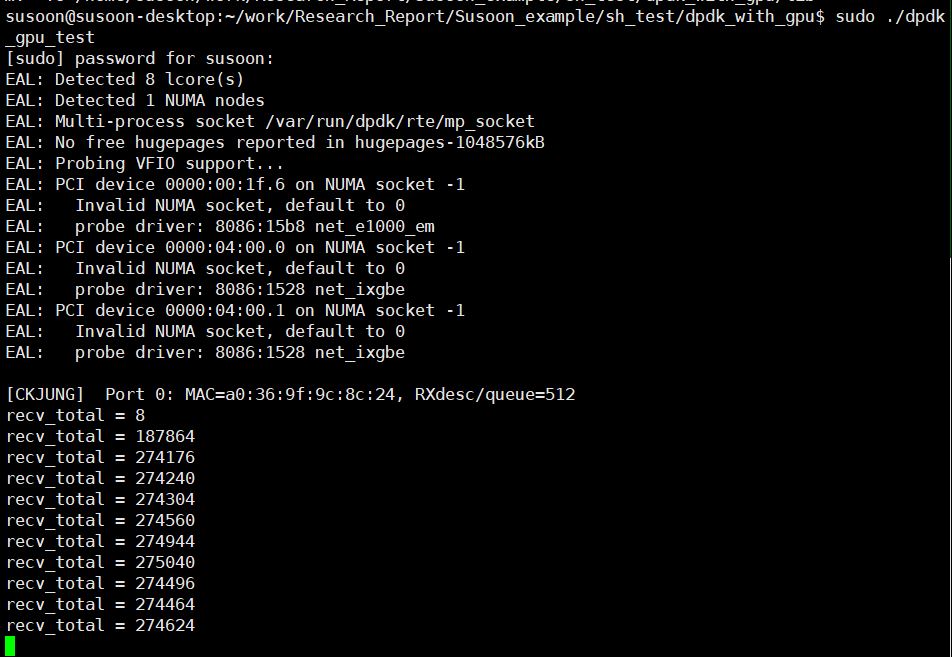 susoon@susoon-desktop:~/work/Research_Report/Susoon_example/sh_test/dpdk_with_gpu$ sudo ./dpdk
_gpu_test
[sudo] password for susoon:
EAL: Detected 8 lcore(s)
EAL: Detected 1 NUMA nodes
EAL: Multi-process socket /var/run/dpdk/rte/mp_socket
EAL: No free hugepages reported in hugepages-1048576kB
EAL: Probing VFIO support...
EAL: PCI device 0000:00:1f.6 on NUMA socket -1
EAL:   Invalid NUMA socket, default to 0
EAL:   probe driver: 8086:15b8 net_e1000_em
EAL: PCI device 0000:04:00.0 on NUMA socket -1
EAL:   Invalid NUMA socket, default to 0
EAL:   probe driver: 8086:1528 net_ixgbe
EAL: PCI device 0000:04:00.1 on NUMA socket -1
EAL:   Invalid NUMA socket, default to 0
EAL:   probe driver: 8086:1528 net_ixgbe
[CKJUNG]  Port 0: MAC=a0:36:9f:9c:8c:24, RXdesc/queue=512
recv_total = 8
recv_total = 187864
recv_total = 274176
recv_total = 274240
recv_total = 274304
recv_total = 274560
recv_total = 274944
recv_total = 275040
recv_total = 274496
recv_total = 274464
recv_total = 274624